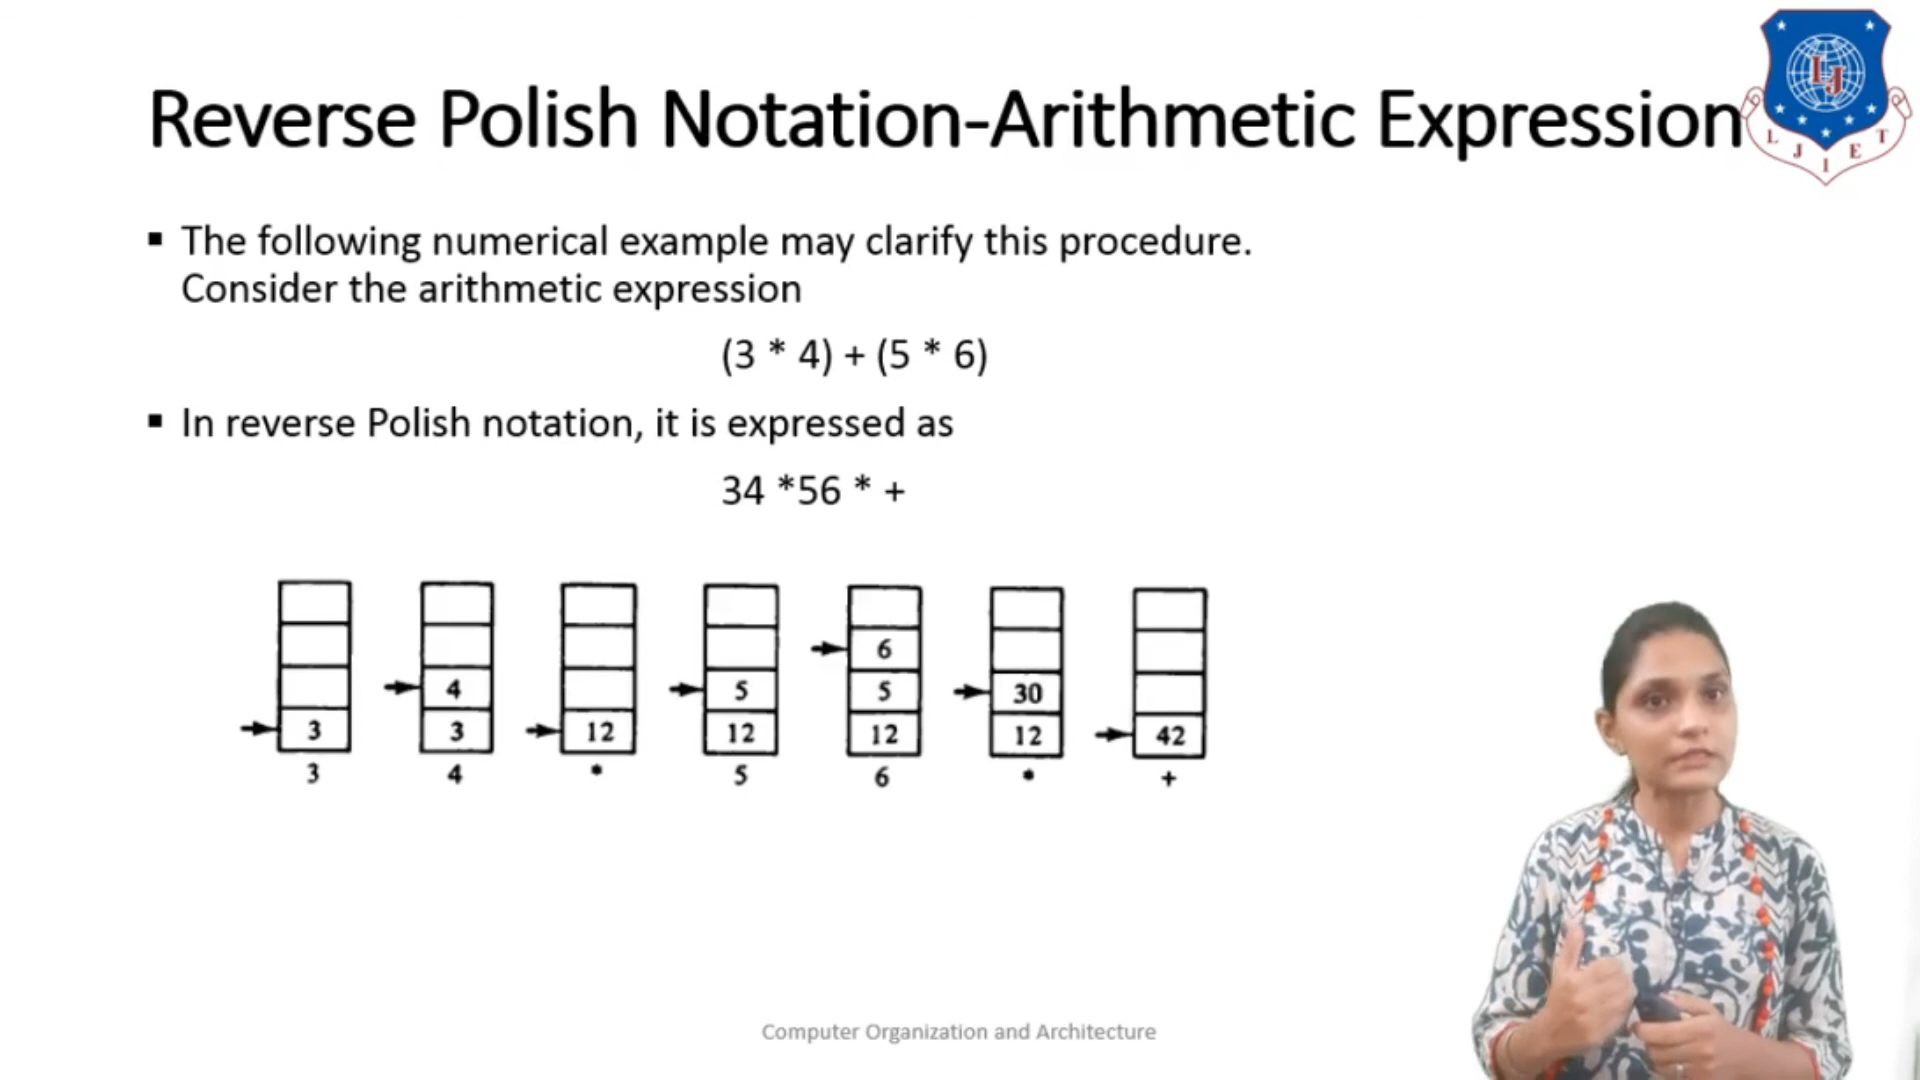 Reverse Polish Notation-Arithmetic Expression
L J I E T
LJ
▪ The following numerical example may clarify this procedure.
Consider the arithmetic expression
(3 * 4) + (5 * 6)
▪ In reverse Polish notation, it is expressed as
34 *56 * +
6
4 5 5 30
3 3 12 12 12 12 42
3 4 • 5 6 • +
Computer Organization and Architecture